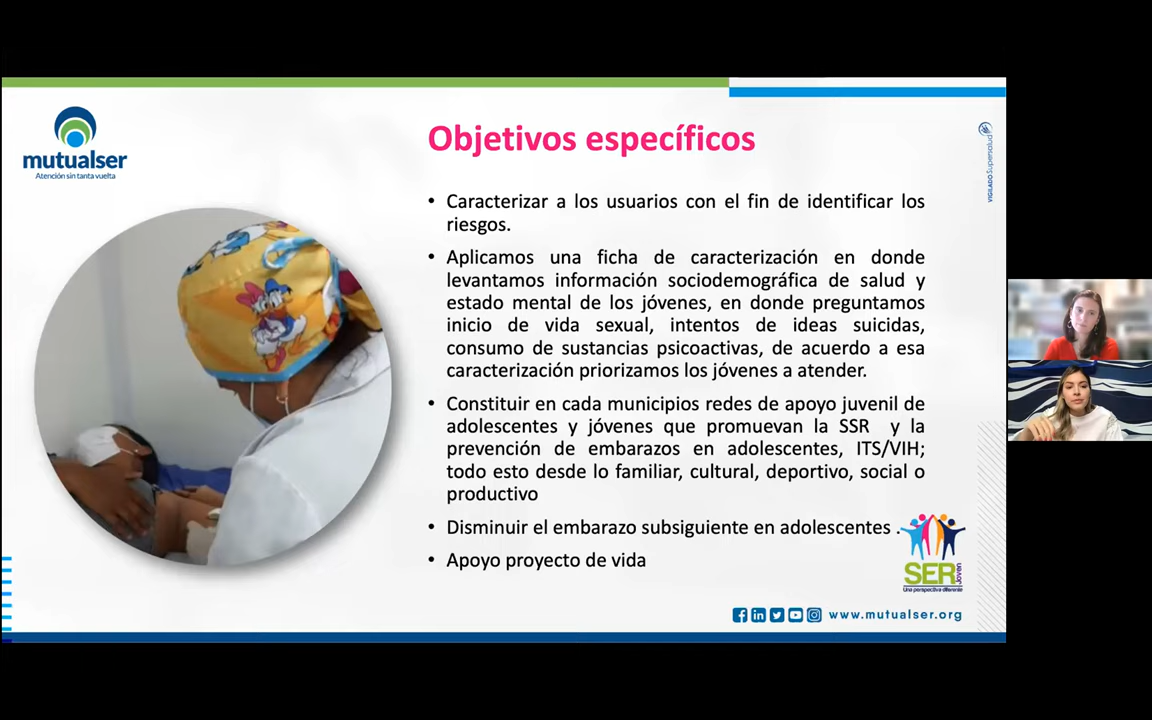 mutualser
Atención sin tanta vuelta
Objetivos específicos
VIGILADO Supersalud
• Caracterizar a los usuarios con el fin de identificar los
riesgos.
• Aplicamos una ficha de caracterización en donde
levantamos información sociodemográfica de salud y
estado mental de los jóvenes, en donde preguntamos
inicio de vida sexual, intentos de ideas suicidas,
consumo de sustancias psicoactivas, de acuerdo a esa
caracterización priorizamos los jóvenes a atender.
• Constituir en cada municipios redes de apoyo juvenil de
adolescentes y jóvenes que promuevan la SSR y la
prevención de embarazos en adolescentes, ITS/VIH;
todo esto desde lo familiar, cultural, deportivo, social o
productivo
• Disminuir el embarazo subsiguiente en adolescentes .
• Apoyo proyecto de vida
SER joven
Una perspectiva diferente
www.mutualser.org